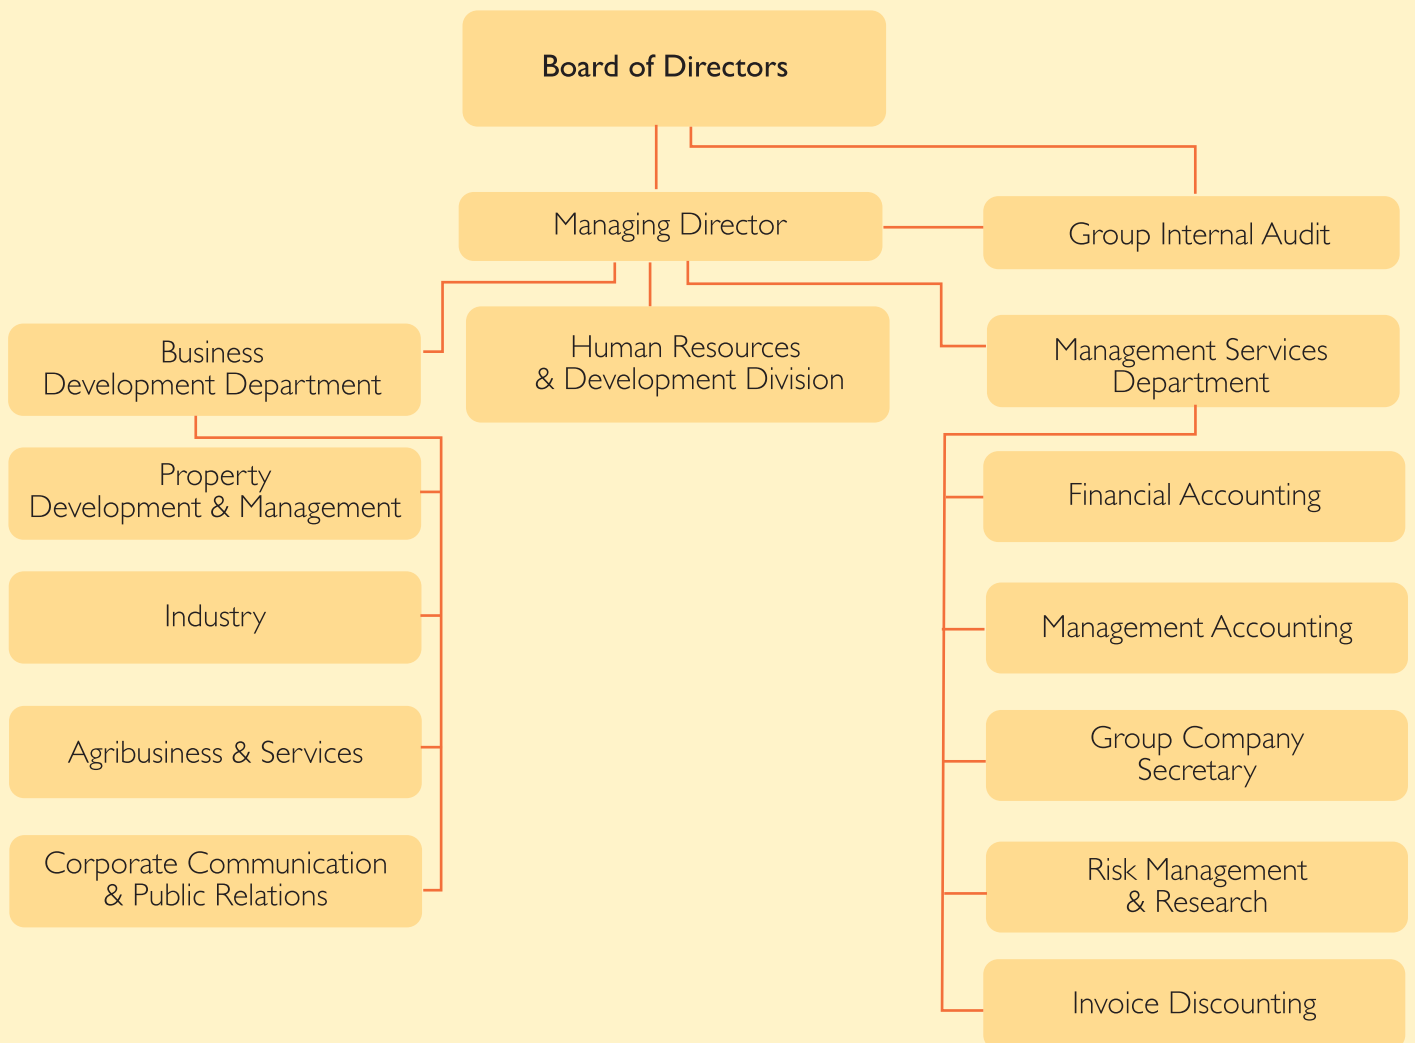 Board of Directors
Managing Director
Group Internal Audit
Business
Development Department
Human Resources
& Development Division
Management Services
Department
Property
Development & Management
Industry
Agribusiness & Services
Corporate Communication
& Public Relations
Financial Accounting
Management Accounting
Group Company
Secretary
Risk Management
& Research
Invoice Discounting